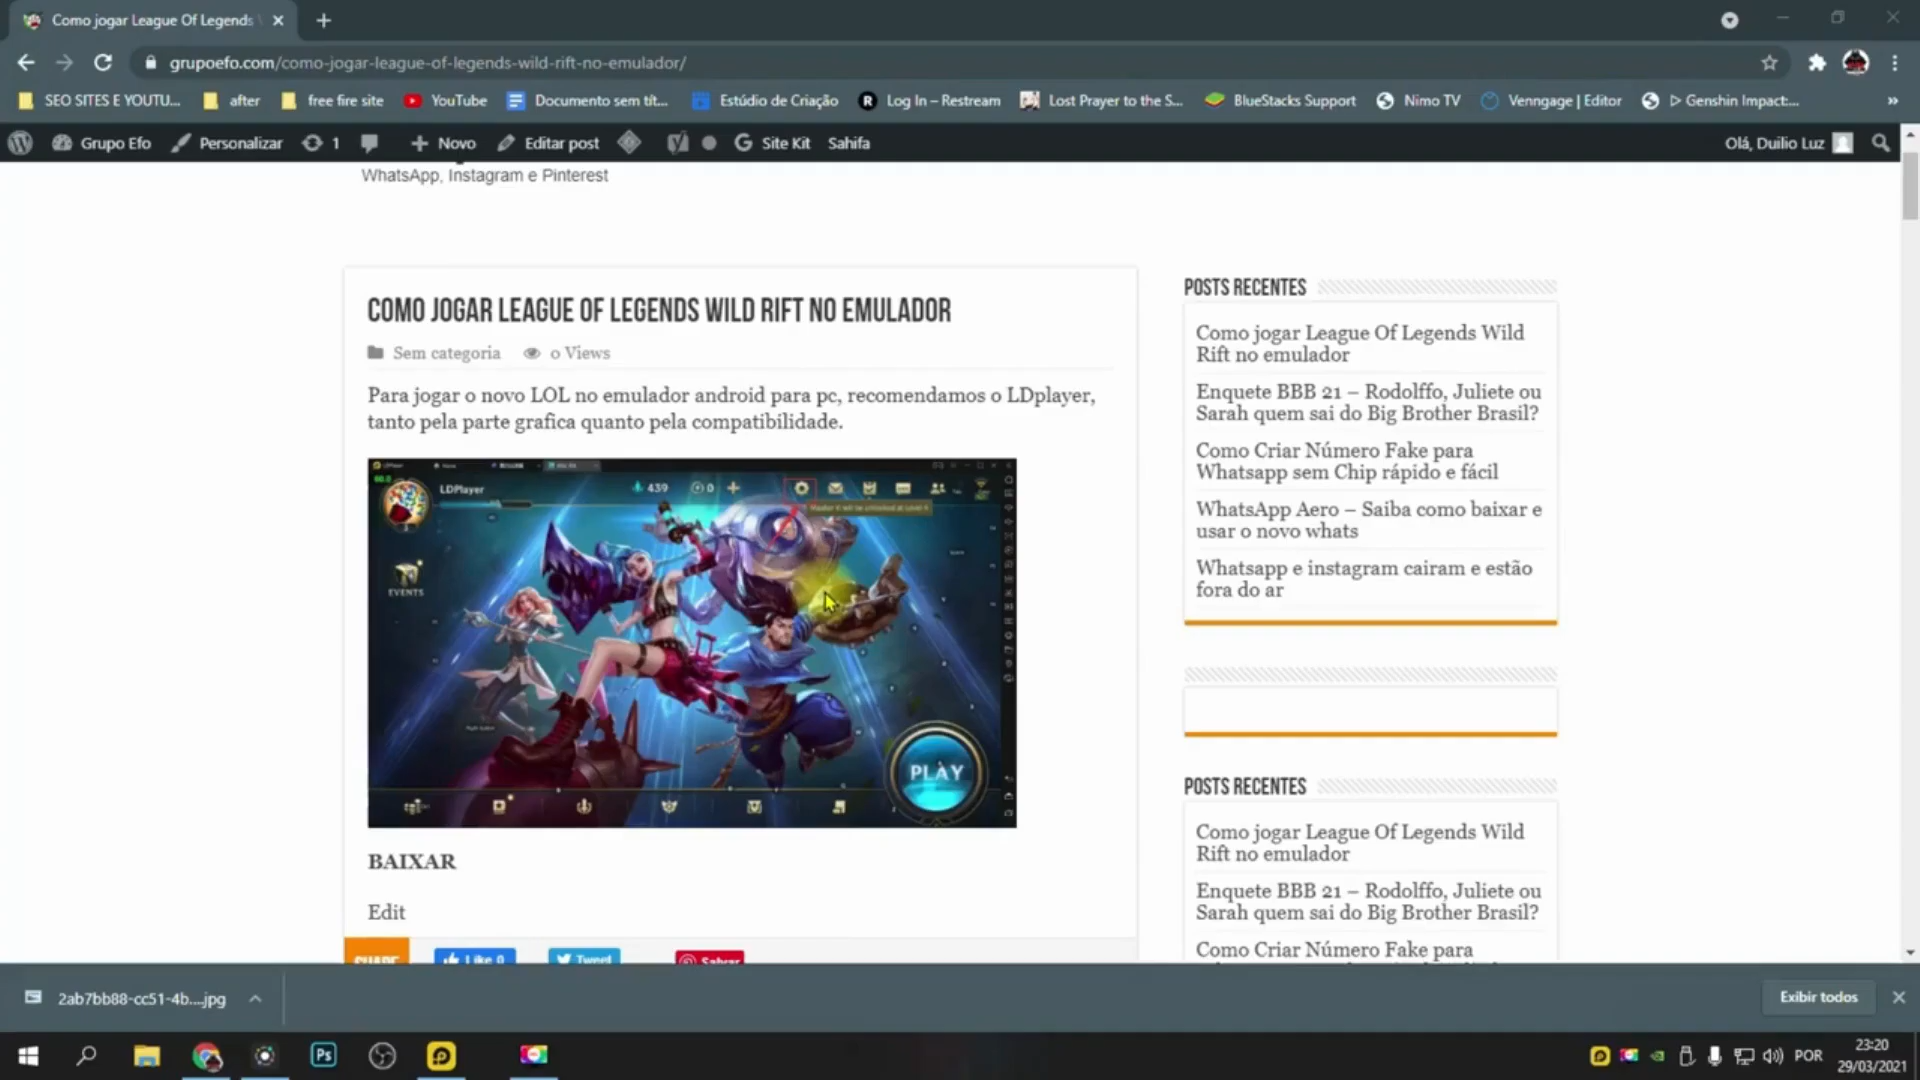 Como jogar League Of Legends
grupoefo.com/como-jogar-league-of-legends-wild-rift-no-emulador/
SEO SITES E YOUTU...
after
free fire site
YouTube
Documento sem tít...
Estúdio de Criação
Log In – Restream
Lost Prayer to the S...
BlueStacks Support
Nimo TV
Venngage | Editor
▷ Genshin Impact:...
»
Grupo Efo
Personalizar
1
Novo
Editar post
Site Kit
Sahifa
Olá, Duilio Luz
WhatsApp, Instagram e Pinterest
COMO JOGAR LEAGUE OF LEGENDS WILD RIFT NO EMULADOR
Sem categoria
0 Views
Para jogar o novo LOL no emulador android para pc, recomendamos o LDplayer,
tanto pela parte grafica quanto pela compatibilidade.
LDPlayer
439
0
EVENTS
PLAY
BAIXAR
Edit
SHARE
Like 0
Tweet
Salvar
POSTS RECENTES
Como jogar League Of Legends Wild
Rift no emulador
Enquete BBB 21 – Rodolffo, Juliete ou
Sarah quem sai do Big Brother Brasil?
Como Criar Número Fake para
Whatsapp sem Chip rápido e fácil
WhatsApp Aero – Saiba como baixar e
usar o novo whats
Whatsapp e instagram cairam e estão
fora do ar
POSTS RECENTES
Como jogar League Of Legends Wild
Rift no emulador
Enquete BBB 21 – Rodolffo, Juliete ou
Sarah quem sai do Big Brother Brasil?
Como Criar Número Fake para
2ab7bb88-cc51-4b....jpg
Exibir todos
Ps
POR
23:20
29/03/2021